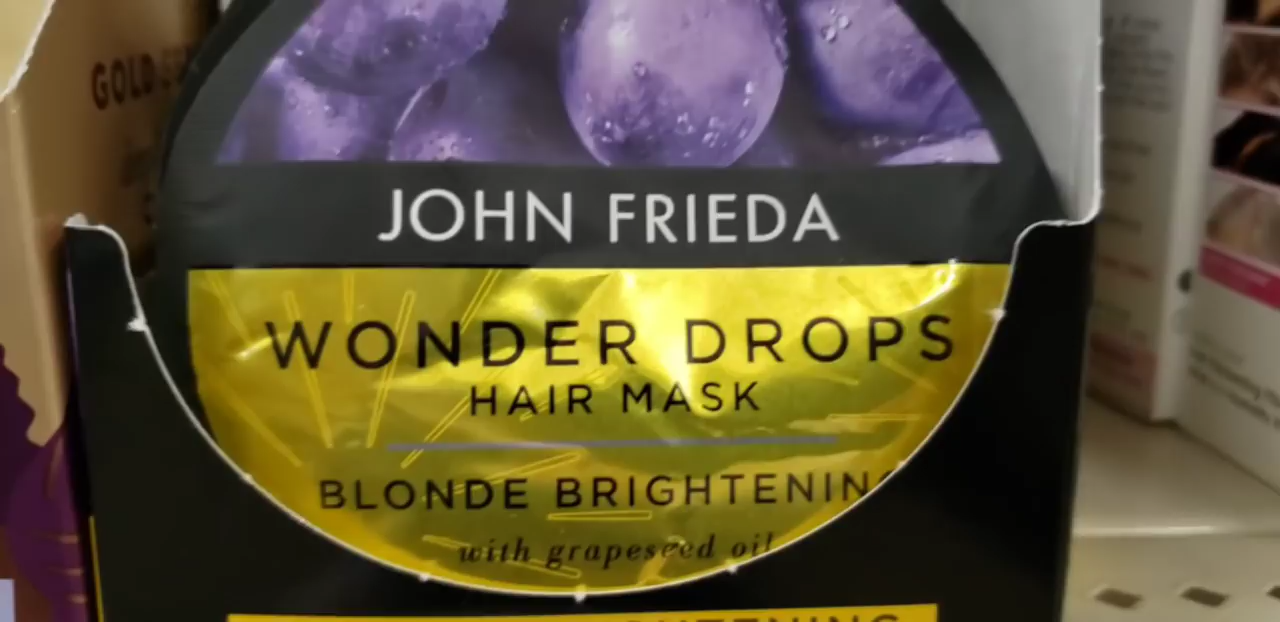 GOLD
JOHN FRIEDA
WONDER DROPS
HAIR MASK
BLONDE BRIGHTENING
with grapeseed oil